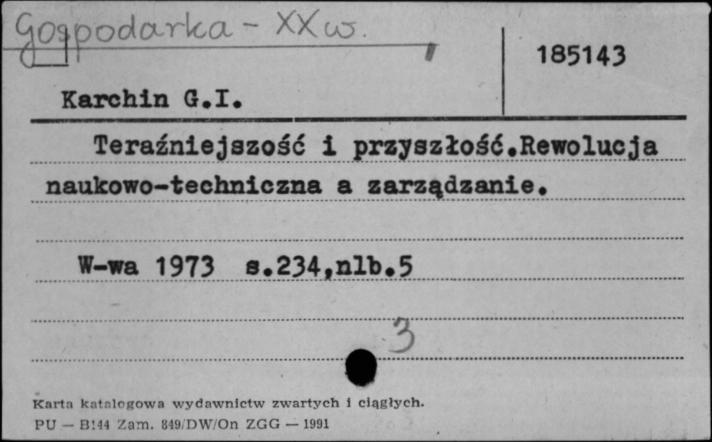 Gospodarka - XX w.
185143
Karchin G.I.
Teraźniejszość i przyszłość.Rewolucja
naukowo-techniczna a zarządzanie.
W-wa 1973 s.234,nlb.5
3
Karta katalogowa wydawnictw zwartych i ciągłych.
PU — B144 Zam. 849/DW/On ZGG — 1991